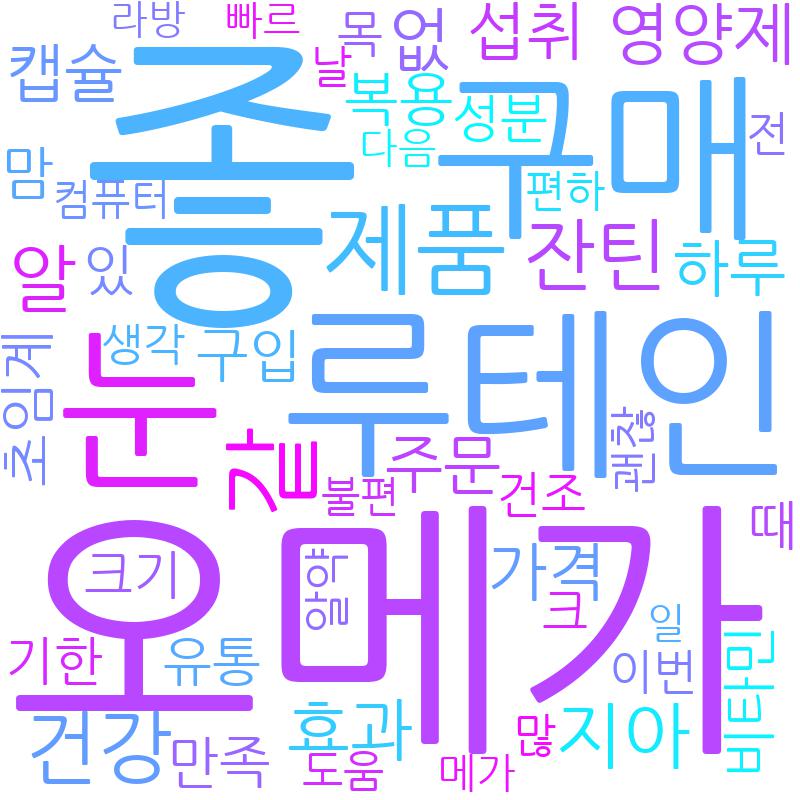 라방 빠르 목 없 섭취 영양제
캡슐 좋 날 복용 성분 구매 전
다음
맘 컴퓨터 편하
알 있 제품 잔틴 하루
초임계 눈 생각 구입 루테인
같 주문 괜찮
불편 건조 때
오메가 크기 알약 가격
크 일
기한 유통 이번 비타민
건강 만족 효과 많 지아
도움 메가